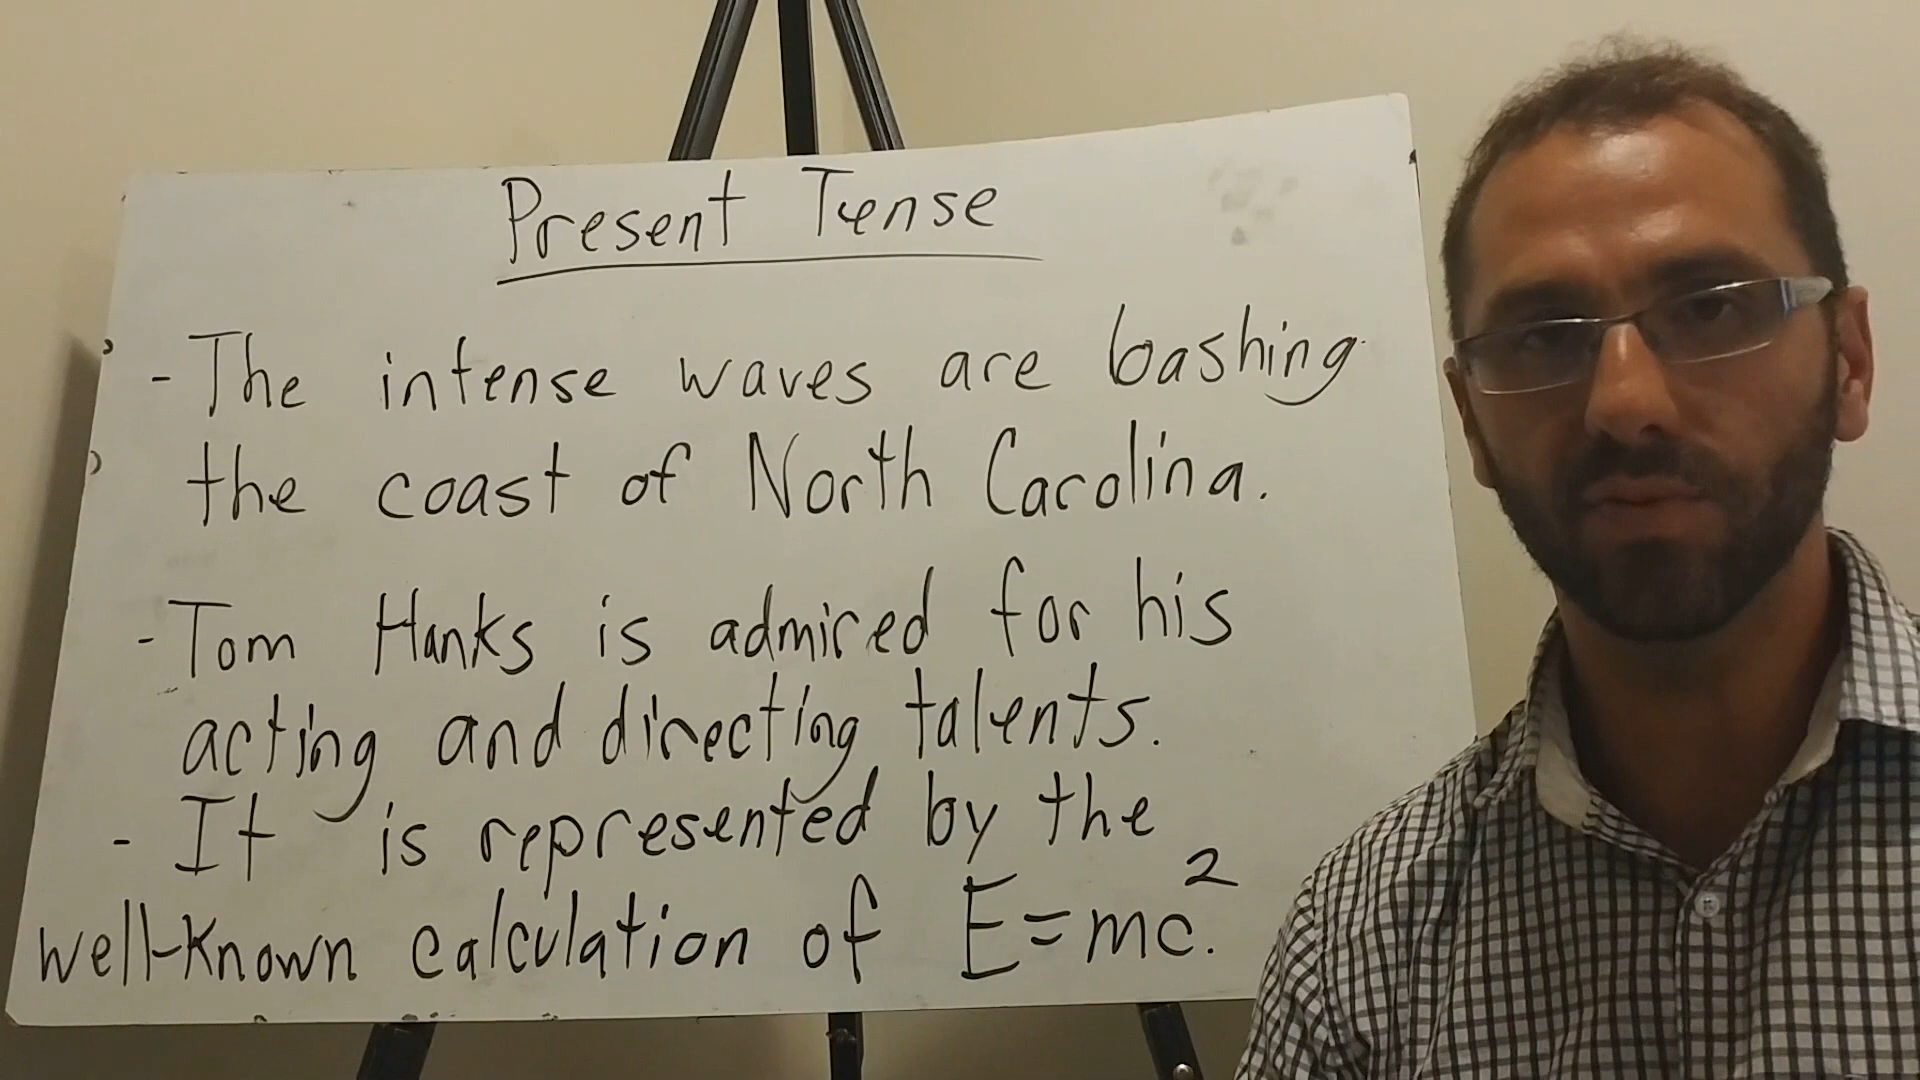 Present Tense
- The intense waves are bashing
the coast of North Carolina.
- Tom Hanks is admired for his
acting and directing talents.
- It is represented by the
well-known calculation of E=mc².